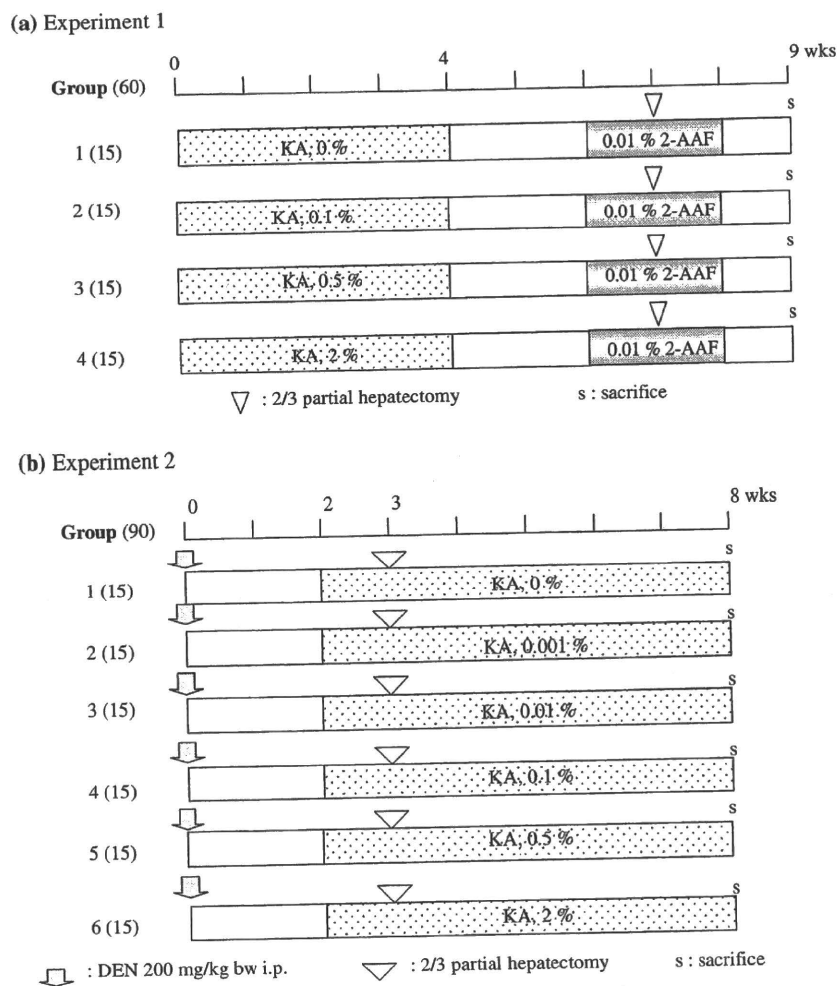 (a) Experiment 1
0 4 9 wks
Group (60)
s
1 (15) KA, 0 % 0.01 % 2-AAF
s
2 (15) KA, 0.1 % 0.01 % 2-AAF
s
3 (15) KA, 0.5 % 0.01 % 2-AAF
s
4 (15) KA, 2 % 0.01 % 2-AAF
: 2/3 partial hepatectomy s : sacrifice
(b) Experiment 2
0 2 3 8 wks
Group (90)
s
1 (15) KA, 0 %
s
2 (15) KA, 0.001 %
s
3 (15) KA, 0.01 %
s
4 (15) KA, 0.1 %
s
5 (15) KA, 0.5 %
s
6 (15) KA, 2 %
: DEN 200 mg/kg bw i.p. : 2/3 partial hepatectomy s : sacrifice